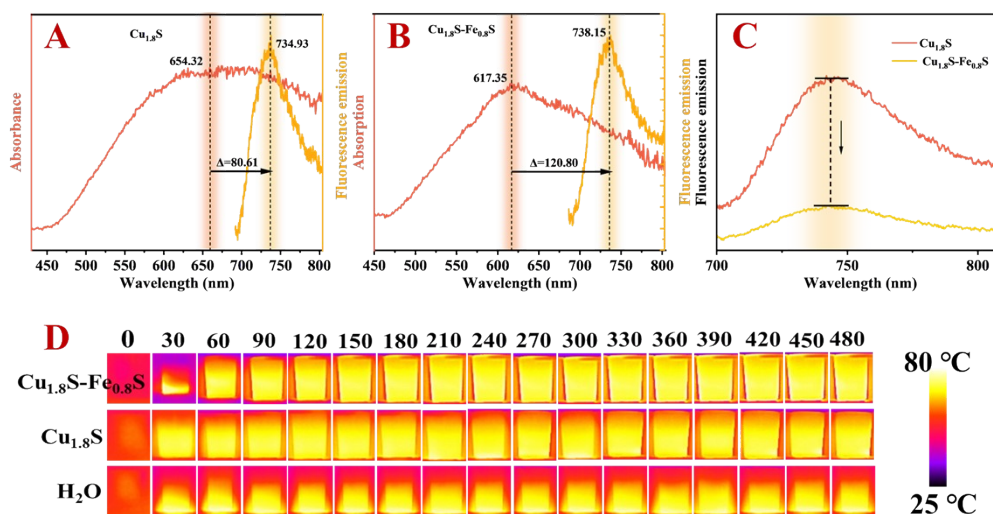 A
Cu1.8S
654.32
734.93
Δ=80.61
Absorbance
Fluorescence emission
450 500 550 600 650 700 750 800
Wavelength (nm)
B
Cu1.8S-Fe0.8S
617.35
738.15
Δ=120.80
Absorption
Fluorescence emission
450 500 550 600 650 700 750 800
Wavelength (nm)
C
Cu1.8S
Cu1.8S-Fe0.8S
Fluorescence emission
700 750 800
Wavelength (nm)
D
0 30 60 90 120 150 180 210 240 270 300 330 360 390 420 450 480
Cu1.8S-Fe0.8S
Cu1.8S
H2O
80 °C
25 °C